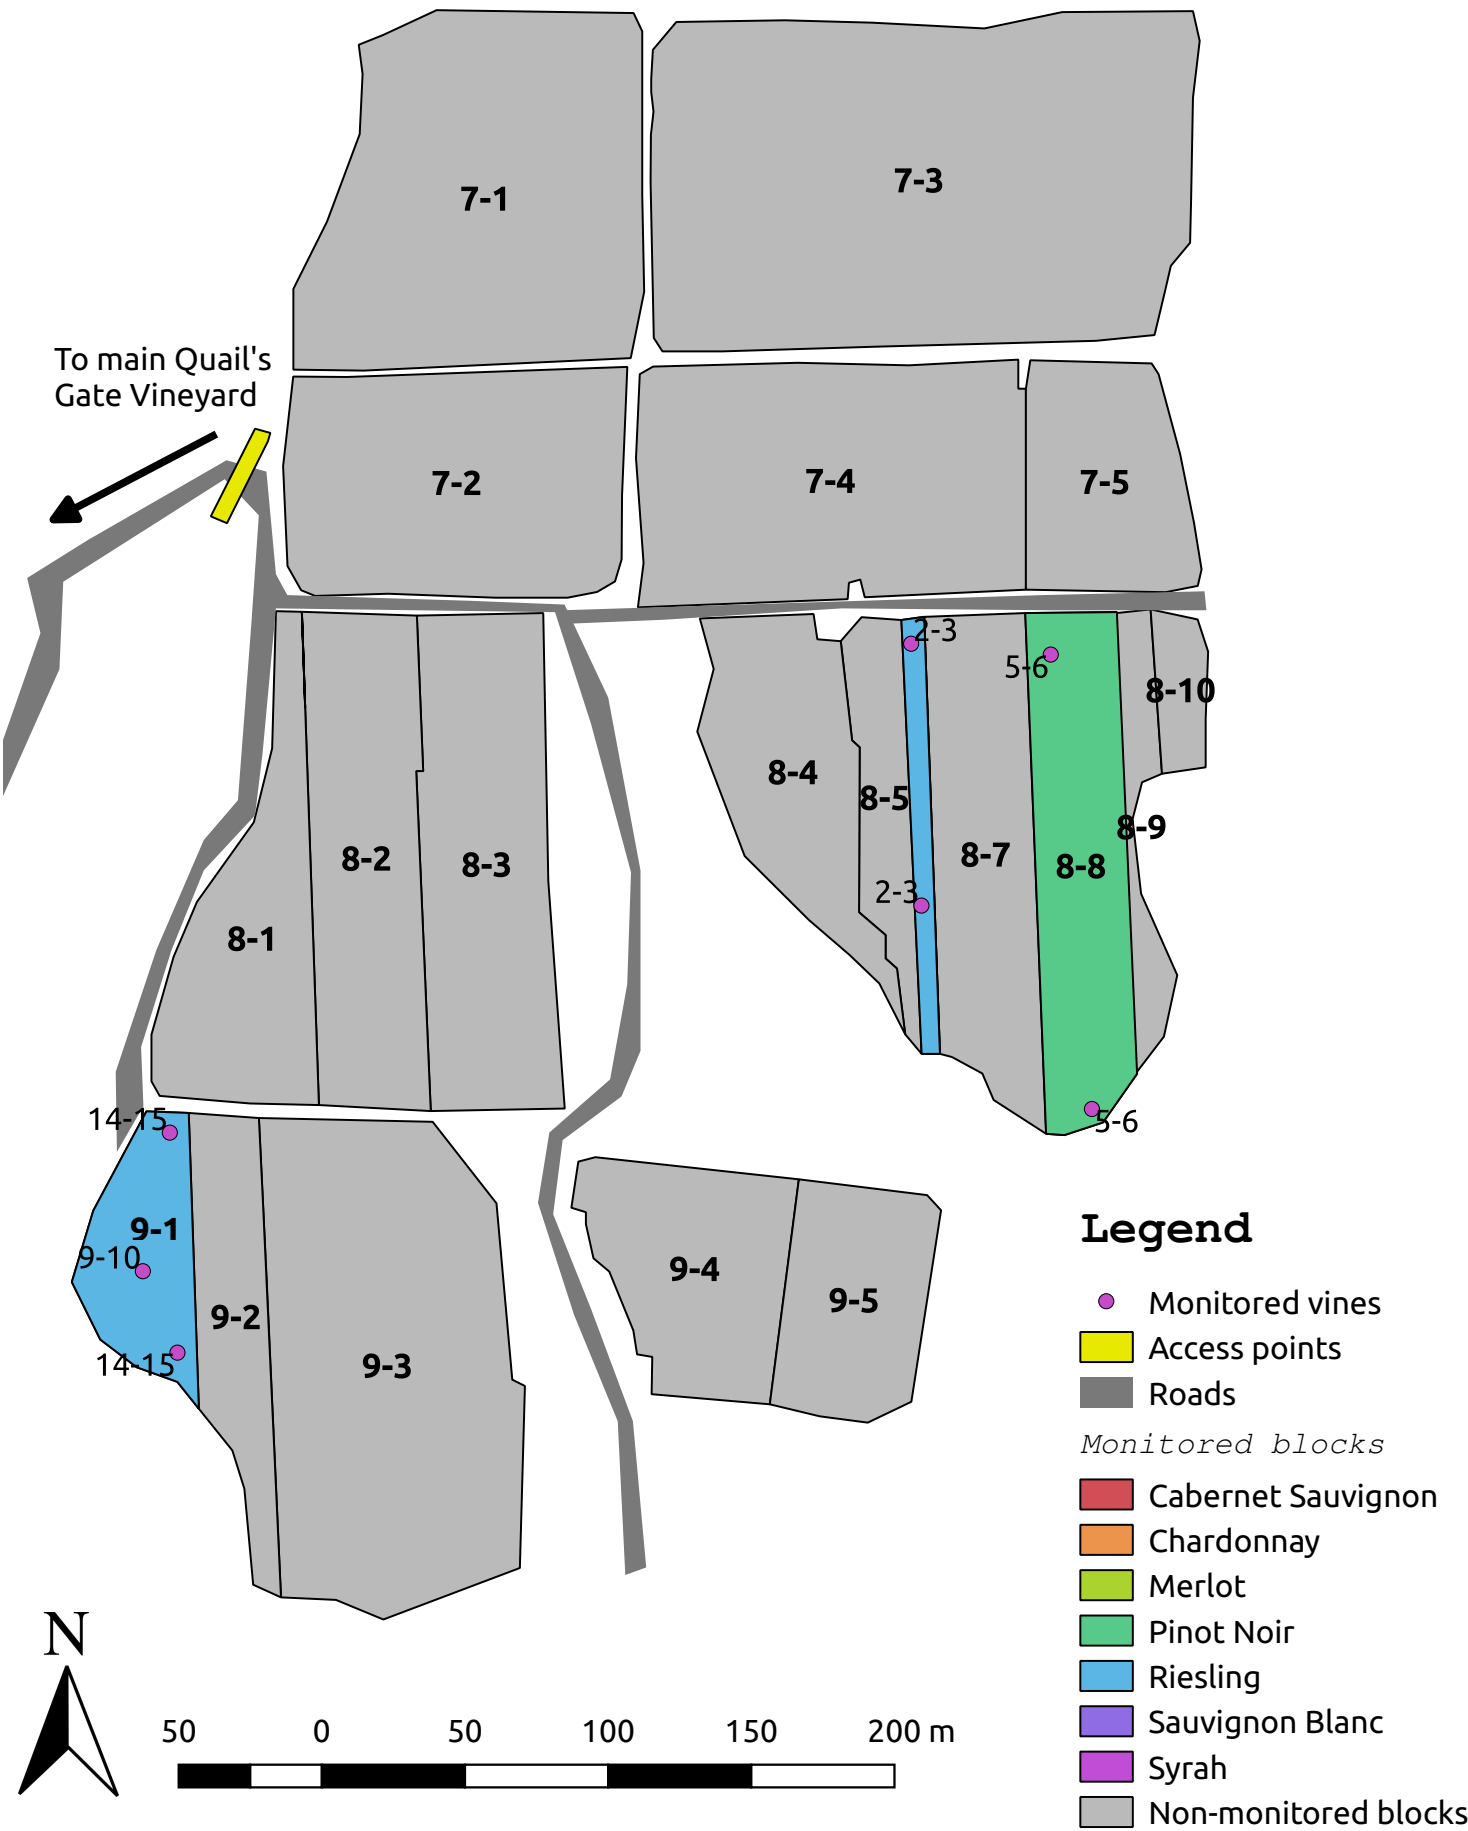 7-1
7-3
To main Quail's
Gate Vineyard
7-2
7-4
7-5
2-3
5-6
8-10
8-4
8-5
8-9
8-7
8-2
8-3
8-8
2-3
8-1
14-15
5-6
9-1
9-10
9-4
9-5
9-2
14-15
9-3
Legend
Monitored vines
Access points
Roads
Monitored blocks
Cabernet Sauvignon
Chardonnay
Merlot
Pinot Noir
Riesling
Sauvignon Blanc
Syrah
Non-monitored blocks
N
50 0 50 100 150 200 m